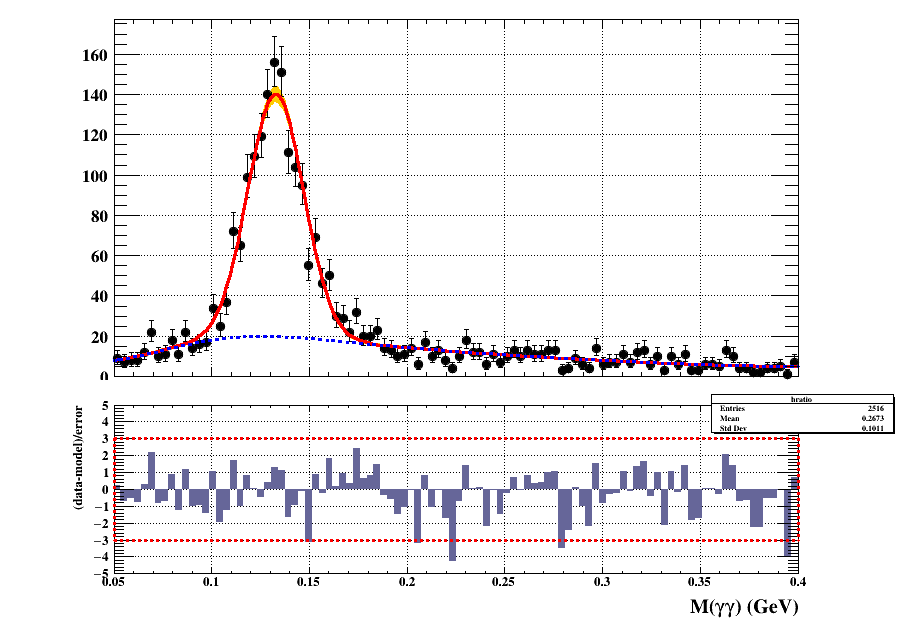 160
140
120
100
80
60
40
20
0
hratio
Entries 2516
Mean 0.2673
Std Dev 0.1011
(data-model)/error
5
4
3
2
1
0
−1
−2
−3
−4
−5
0.05 0.1 0.15 0.2 0.25 0.3 0.35 0.4
M(γγ) (GeV)